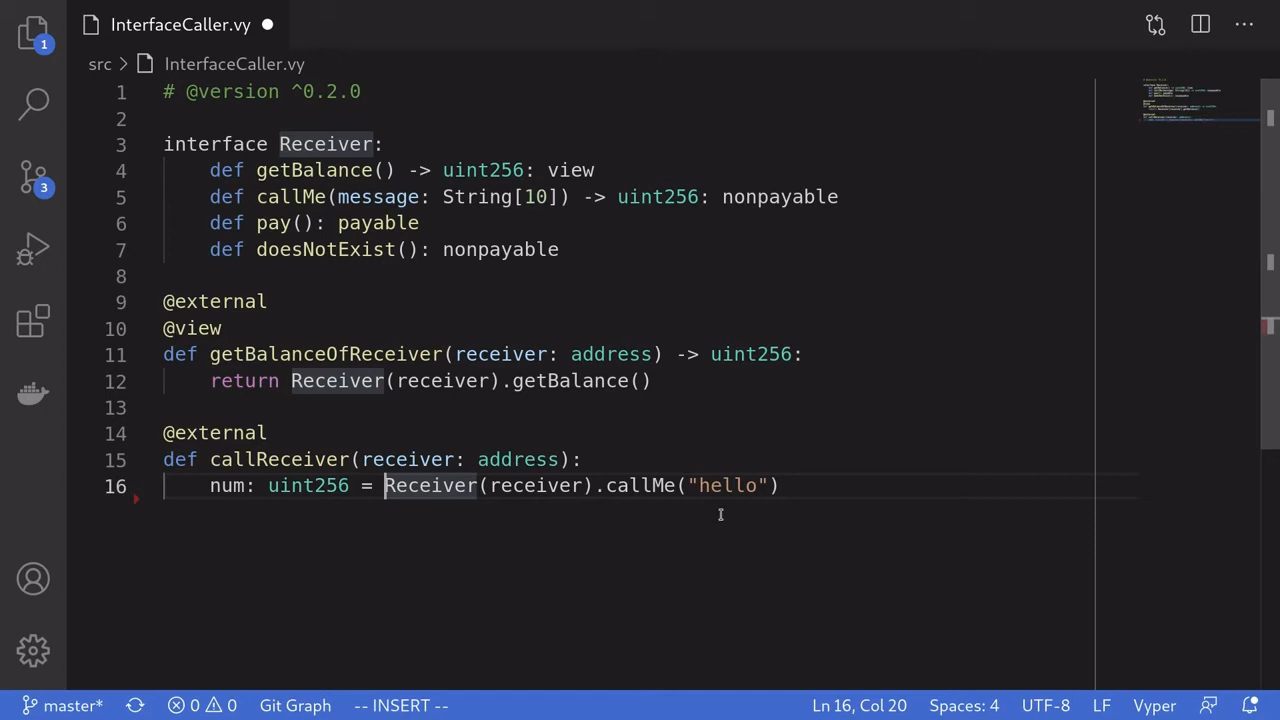 InterfaceCaller.vy
src > InterfaceCaller.vy
1 # @version ^0.2.0
2
3 interface Receiver:
4     def getBalance() -> uint256: view
5     def callMe(message: String[10]) -> uint256: nonpayable
6     def pay(): payable
7     def doesNotExist(): nonpayable
8
9 @external
10 @view
11 def getBalanceOfReceiver(receiver: address) -> uint256:
12     return Receiver(receiver).getBalance()
13
14 @external
15 def callReceiver(receiver: address):
16     num: uint256 = Receiver(receiver).callMe("hello")
1
3
master* 0 0 Git Graph -- INSERT -- Ln 16, Col 20 Spaces: 4 UTF-8 LF Vyper